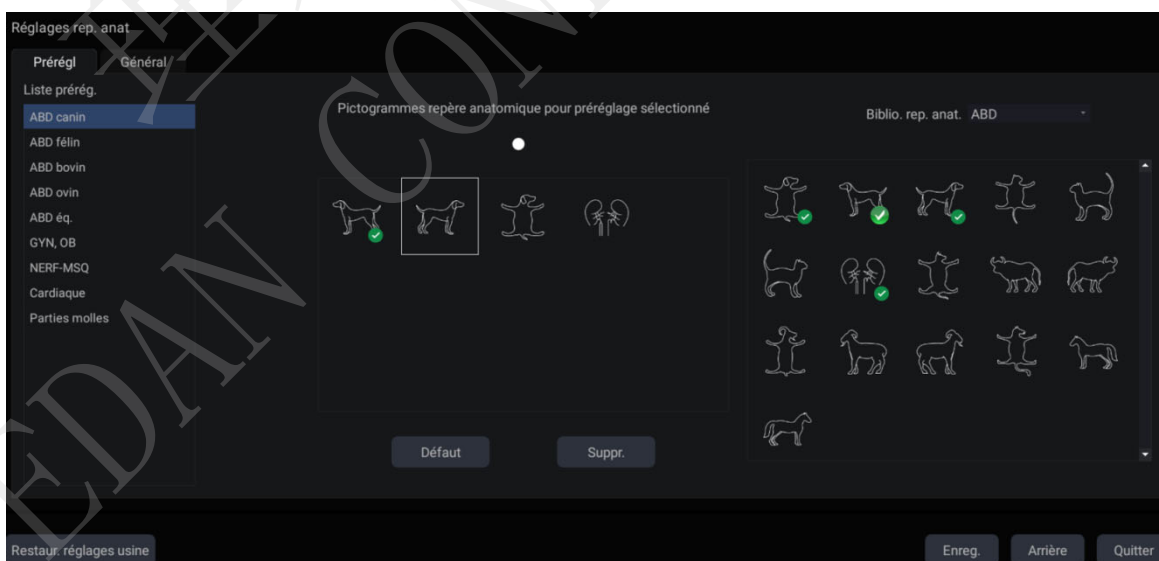 Réglages rep. anat
Prérégl
Général
Liste prérég.
ABD canin
ABD félin
ABD bovin
ABD ovin
ABD éq.
GYN, OB
NERF-MSQ
Cardiaque
Parties molles
Pictogrammes repère anatomique pour préréglage sélectionné
Défaut
Suppr.
Biblio. rep. anat. ABD
Restaur. réglages usine
Enreg.
Arrière
Quitter
EDAN CON